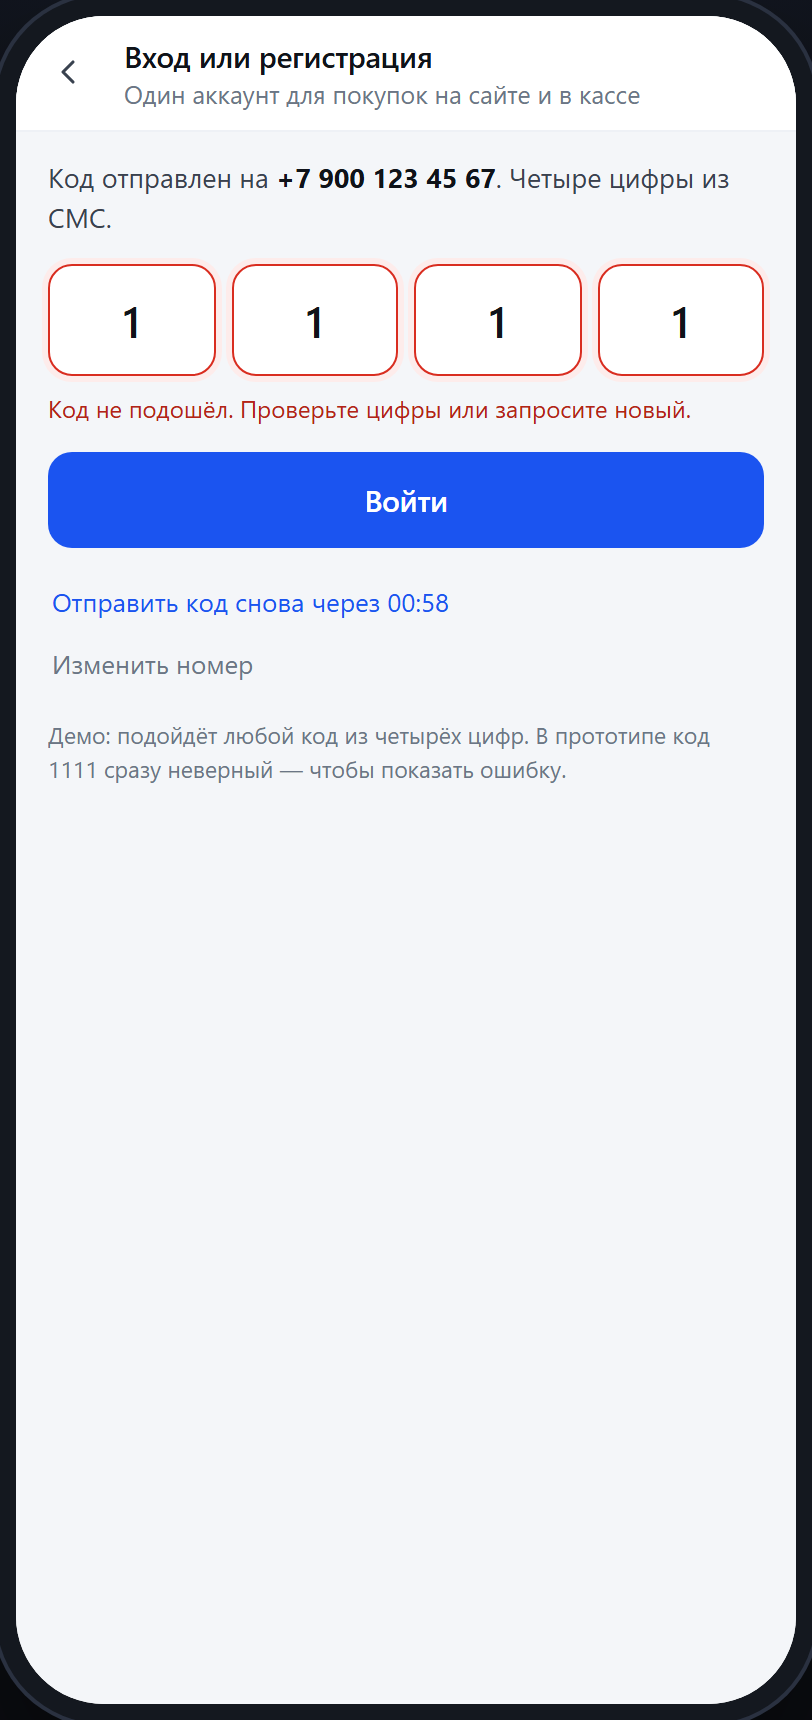 Вход или регистрация
Один аккаунт для покупок на сайте и в кассе
Код отправлен на +7 900 123 45 67. Четыре цифры из
СМС.
1 1 1 1
Код не подошёл. Проверьте цифры или запросите новый.
Войти
Отправить код снова через 00:58
Изменить номер
Демо: подойдёт любой код из четырёх цифр. В прототипе код
1111 сразу неверный — чтобы показать ошибку.